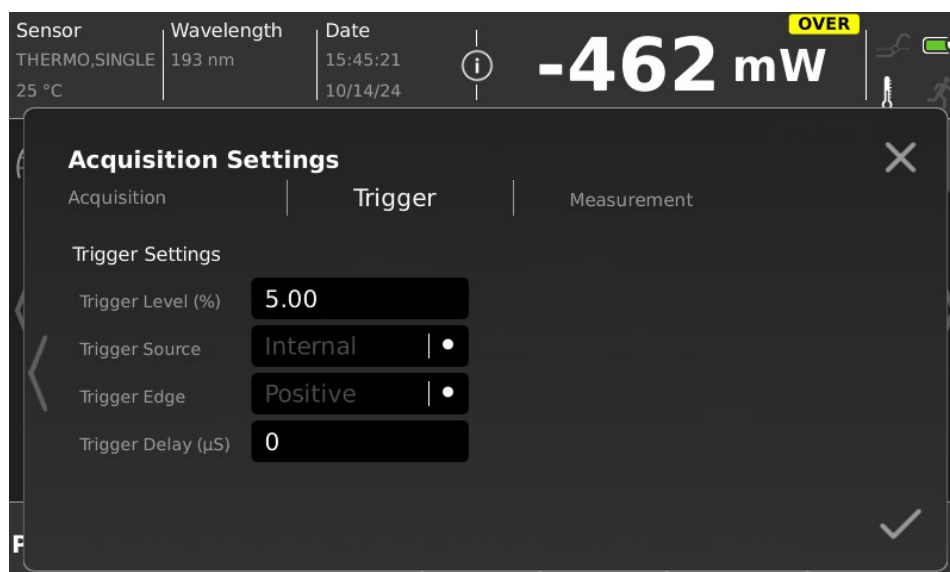 Sensor
THERMO,SINGLE
25 °C
Wavelength
193 nm
Date
15:45:21
10/14/24
i
-462 mW
OVER
Acquisition Settings
Acquisition
Trigger
Measurement
Trigger Settings
Trigger Level (%) 5.00
Trigger Source Internal
Trigger Edge Positive
Trigger Delay (µS) 0